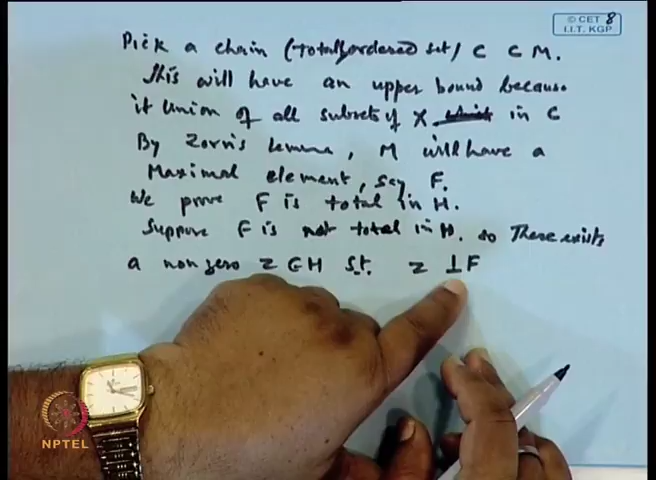 © CET 8
I.I.T. KGP
Pick a chain (totally ordered set) C ⊂ M.
This will have an upper bound because
it union of all subsets of X in C
By Zorn's lemma, M will have a
Maximal element, say F.
We prove F is total in H.
Suppose F is not total in H. so There exists
a non zero z ∈ H s.t. z ⊥ F
NPTEL